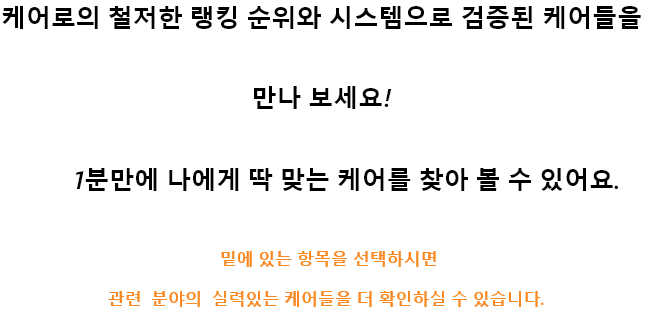 케어로의 철저한 랭킹 순위와 시스템으로 검증된 케어들을
만나 보세요!
1분만에 나에게 딱 맞는 케어를 찾아 볼 수 있어요.
밑에 있는 항목을 선택하시면
관련 분야의 실력있는 케어들을 더 확인하실 수 있습니다.